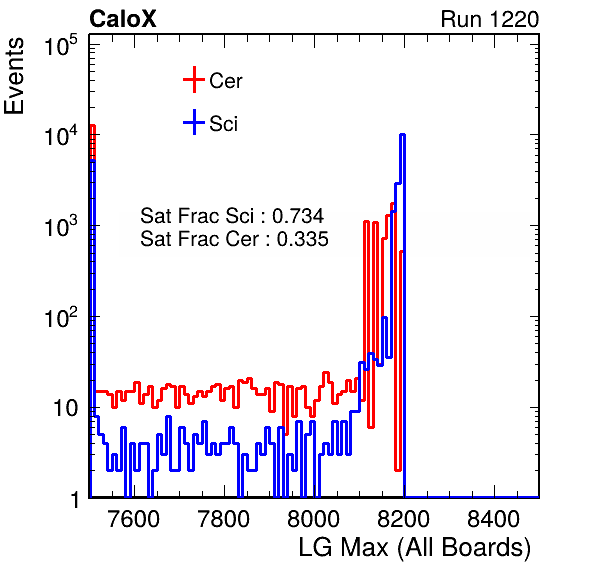 CaloX Run 1220
Events
10^5
10^4
10^3
10^2
10
1
Cer
Sci
Sat Frac Sci : 0.734
Sat Frac Cer : 0.335
7600 7800 8000 8200 8400
LG Max (All Boards)